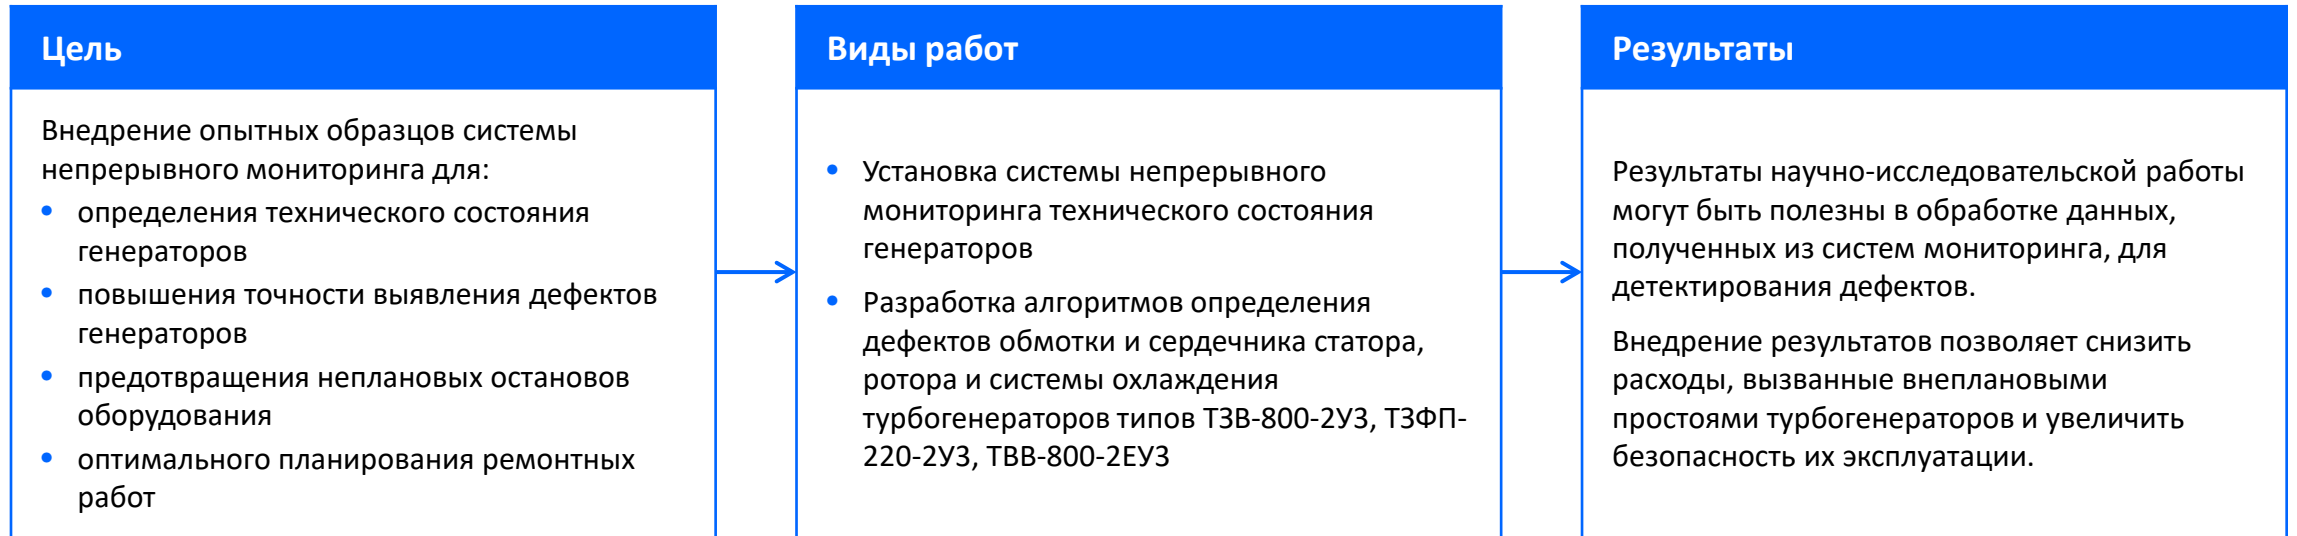 Цель
Внедрение опытных образцов системы
непрерывного мониторинга для:
• определения технического состояния
генераторов
• повышения точности выявления дефектов
генераторов
• предотвращения неплановых остановов
оборудования
• оптимального планирования ремонтных
работ
Виды работ
• Установка системы непрерывного
мониторинга технического состояния
генераторов
• Разработка алгоритмов определения
дефектов обмотки и сердечника статора,
ротора и системы охлаждения
турбогенераторов типов ТЗВ-800-2УЗ, ТЗФП-
220-2УЗ, ТВВ-800-2ЕУЗ
Результаты
Результаты научно-исследовательской работы
могут быть полезны в обработке данных,
полученных из систем мониторинга, для
детектирования дефектов.
Внедрение результатов позволяет снизить
расходы, вызванные внеплановыми
простоями турбогенераторов и увеличить
безопасность их эксплуатации.